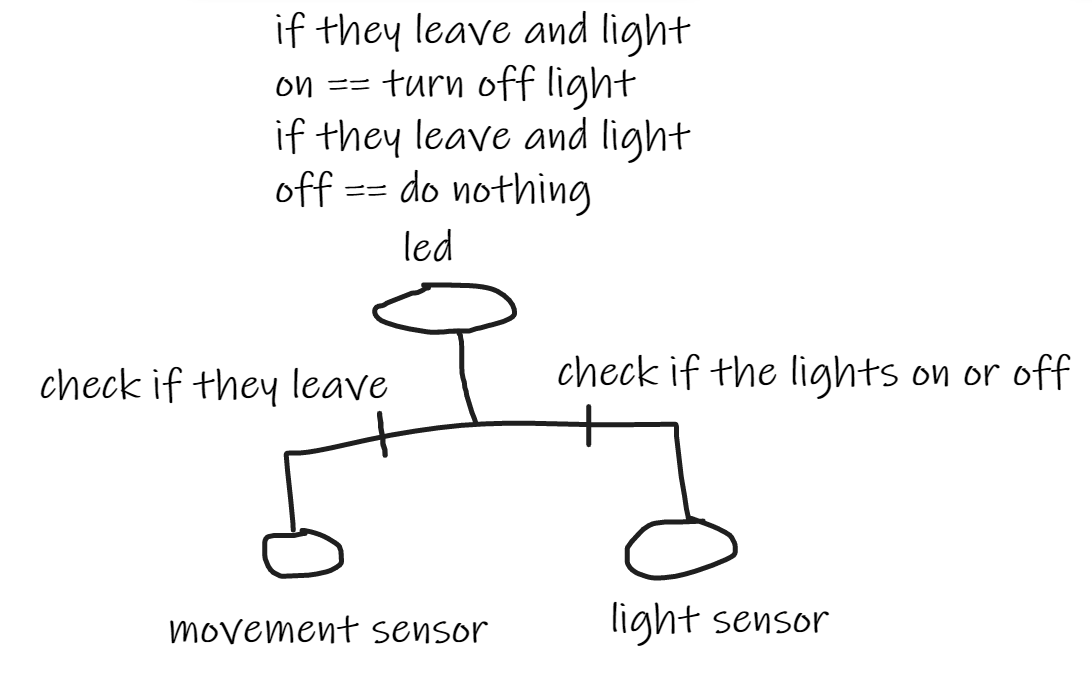 if they leave and light
on == turn off light
if they leave and light
off == do nothing
led
check if they leave
check if the lights on or off
movement sensor
light sensor